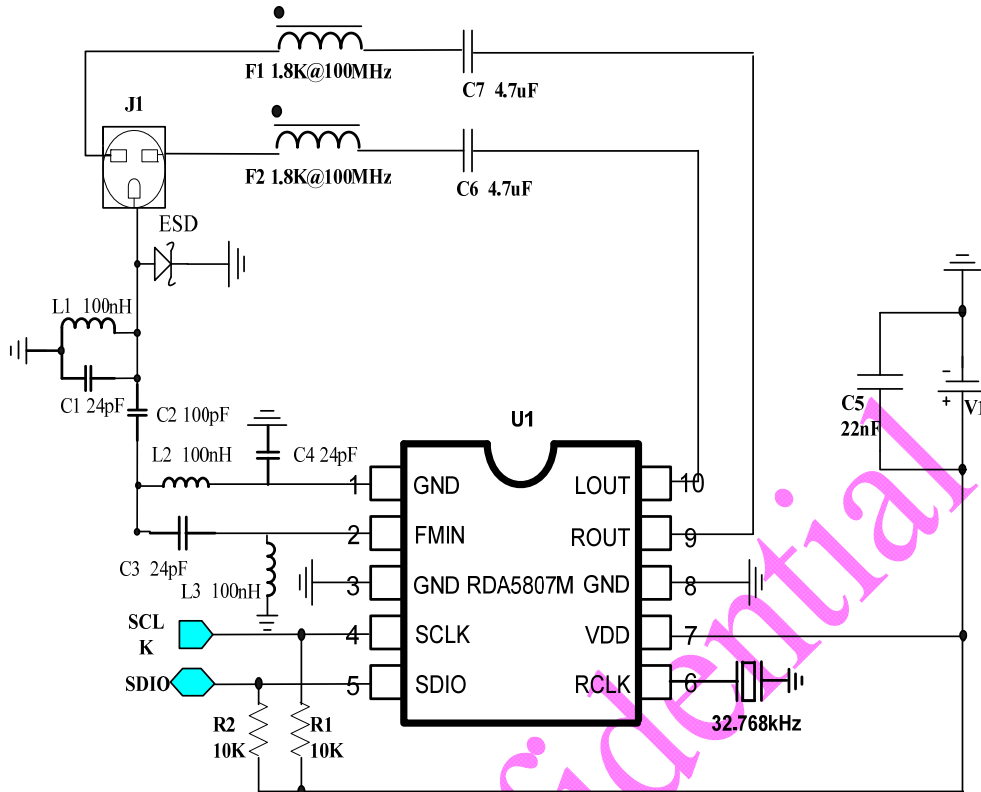 F1 1.8K@100MHz
C7 4.7uF
J1
F2 1.8K@100MHz
C6 4.7uF
ESD
L1 100nH
C1 24pF
C2 100pF
L2 100nH
C4 24pF
C3 24pF
L3 100nH
U1
1
GND
2
FMIN
3
GND
RDA5807M
4
SCLK
5
SDIO
LOUT
10
ROUT
9
GND
8
VDD
7
RCLK
6
32.768kHz
SCL
K
SDIO
R2
10K
R1
10K
C5
22nF
-
+
V1
fidential